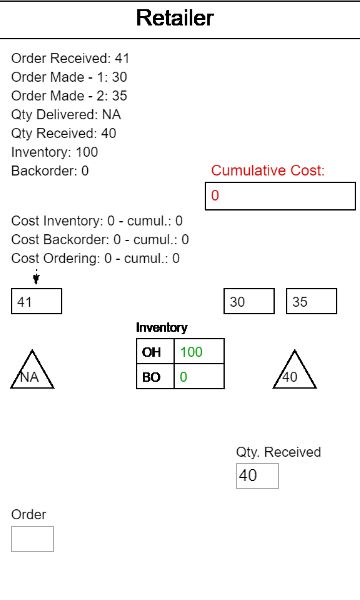 Retailer
Order Received: 41
Order Made - 1: 30
Order Made - 2: 35
Qty Delivered: NA
Qty Received: 40
Inventory: 100
Backorder: 0
Cumulative Cost:
0
Cost Inventory: 0 - cumul.: 0
Cost Backorder: 0 - cumul.: 0
Cost Ordering: 0 - cumul.: 0
41 30 35
Inventory
OH 100
BO 0
NA 40
Qty. Received
40
Order